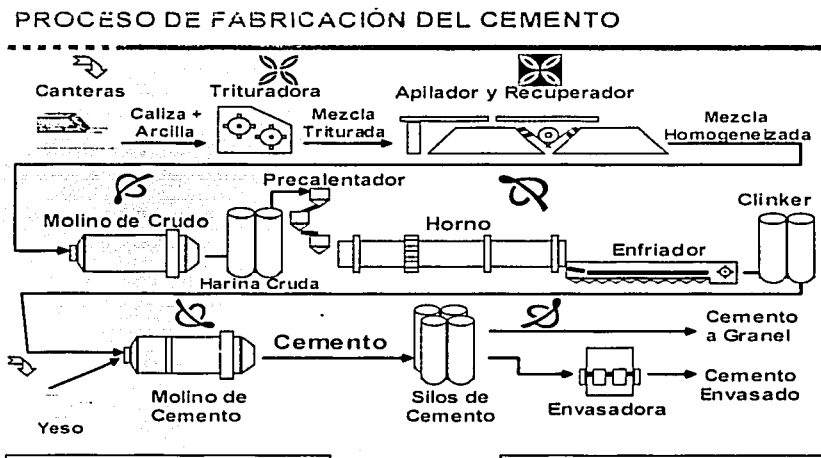 PROCESO DE FABRICACIÓN DEL CEMENTO
Canteras
Trituradora
Apilador y Recuperador
Caliza +
Arcilla
Mezcla
Triturada
Mezcla
Homogeneizada
Precalentador
Clinker
Molino de Crudo
Horno
Enfriador
Harina Cruda
Cemento
Cemento
a Granel
Molino de
Cemento
Silos de
Cemento
Envasadora
Cemento
Envasado
Yeso